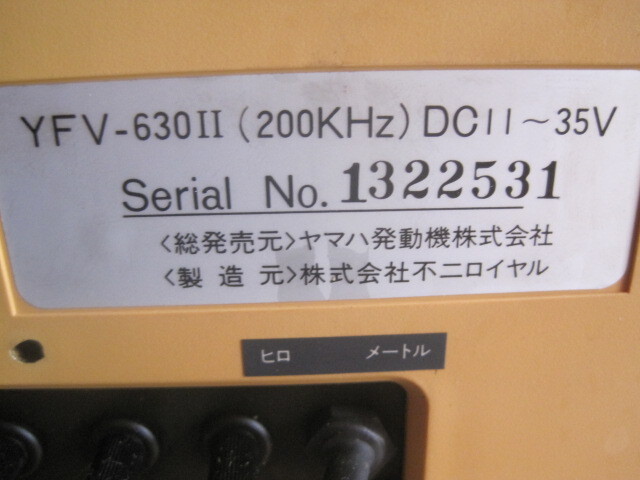 YFV-630II (200KHz) DC11～35V
Serial No. 1322531
<総発売元>ヤマハ発動機株式会社
<製造元>株式会社不二ロイヤル
ヒロ メートル